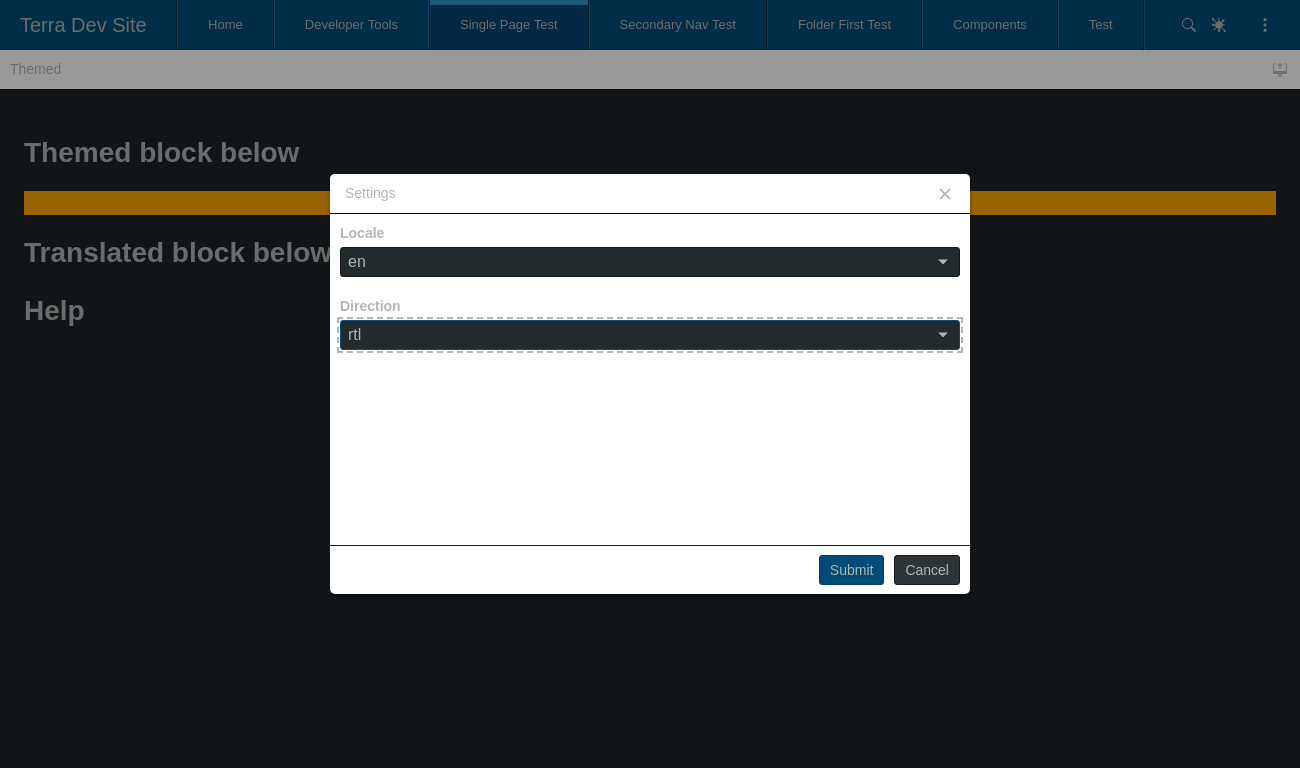 Terra Dev Site
Home
Developer Tools
Single Page Test
Secondary Nav Test
Folder First Test
Components
Test
Themed
Themed block below
Translated block below
Help
Settings
Locale
en
Direction
rtl
Submit
Cancel